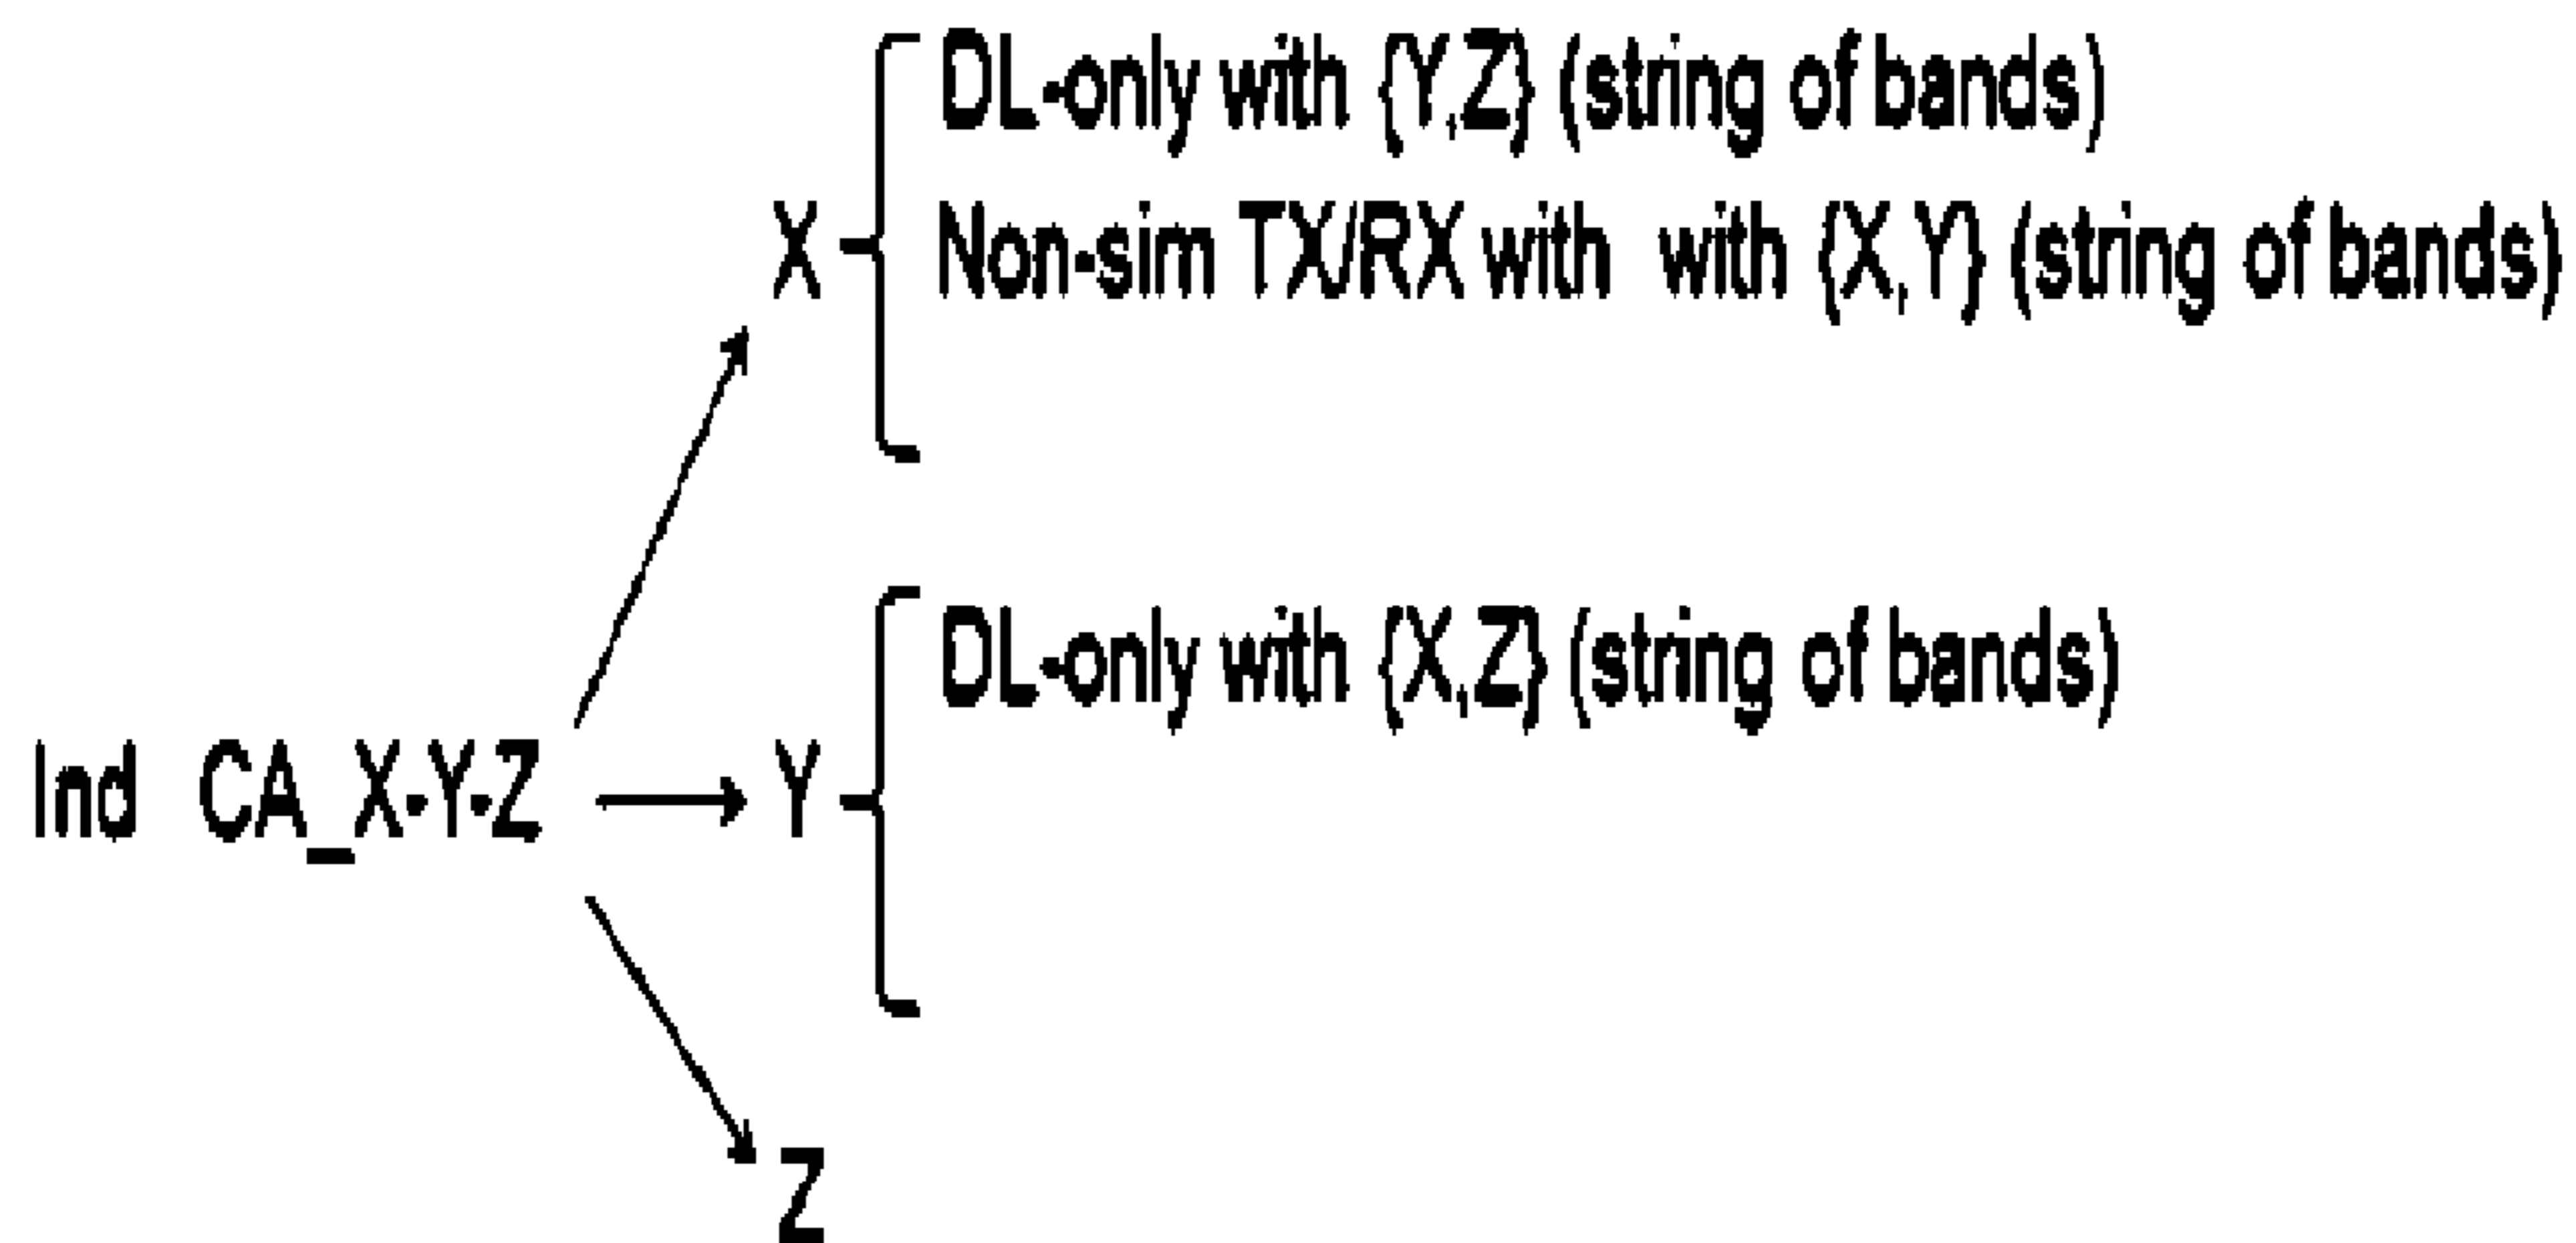 DL-only with {Y,Z} (string of bands)
X
Non-sim TX/RX with with {X,Y} (string of bands)
DL-only with {X,Z} (string of bands)
Ind CA_X-Y-Z
Y
Z